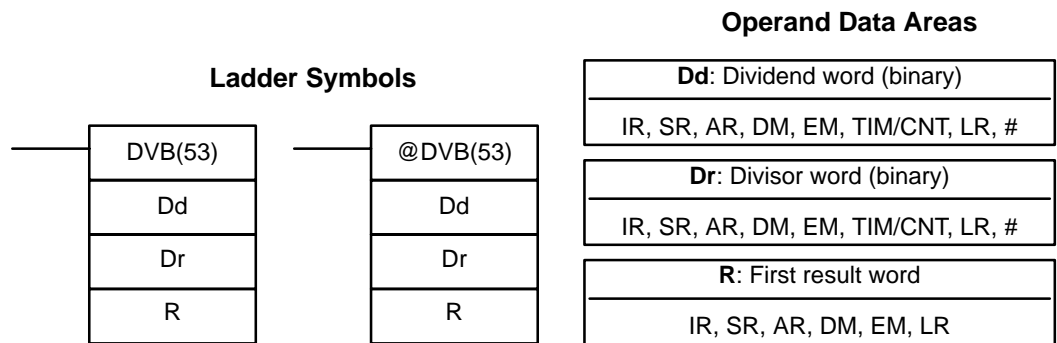 Operand Data Areas
Ladder Symbols
Dd: Dividend word (binary)
IR, SR, AR, DM, EM, TIM/CNT, LR, #
DVB(53)
Dd
Dr
R
@DVB(53)
Dd
Dr
R
Dr: Divisor word (binary)
IR, SR, AR, DM, EM, TIM/CNT, LR, #
R: First result word
IR, SR, AR, DM, EM, LR